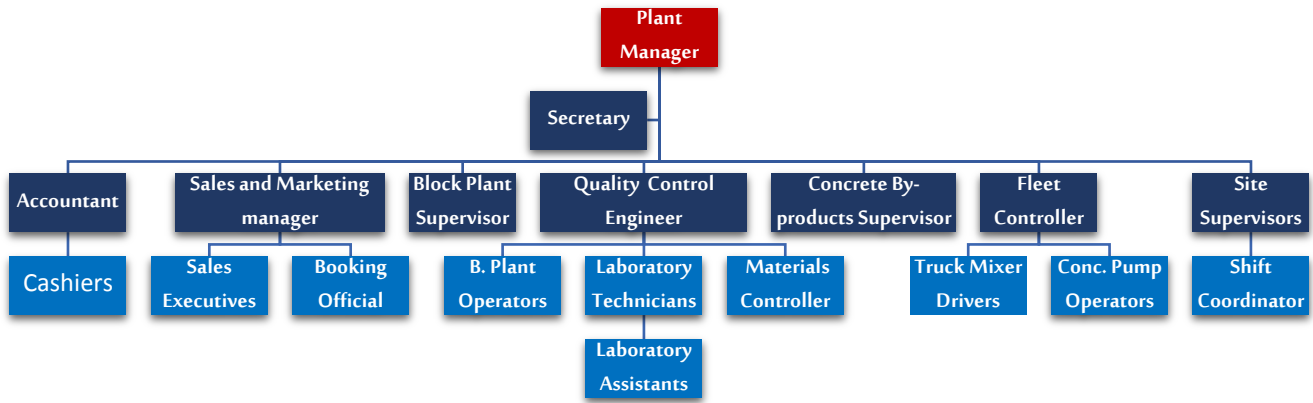 Plant
Manager
Secretary
Accountant
Sales and Marketing
manager
Block Plant
Supervisor
Quality Control
Engineer
Concrete By-
products Supervisor
Fleet
Controller
Site
Supervisors
Cashiers
Sales
Executives
Booking
Official
B. Plant
Operators
Laboratory
Technicians
Materials
Controller
Truck Mixer
Drivers
Conc. Pump
Operators
Shift
Coordinator
Laboratory
Assistants